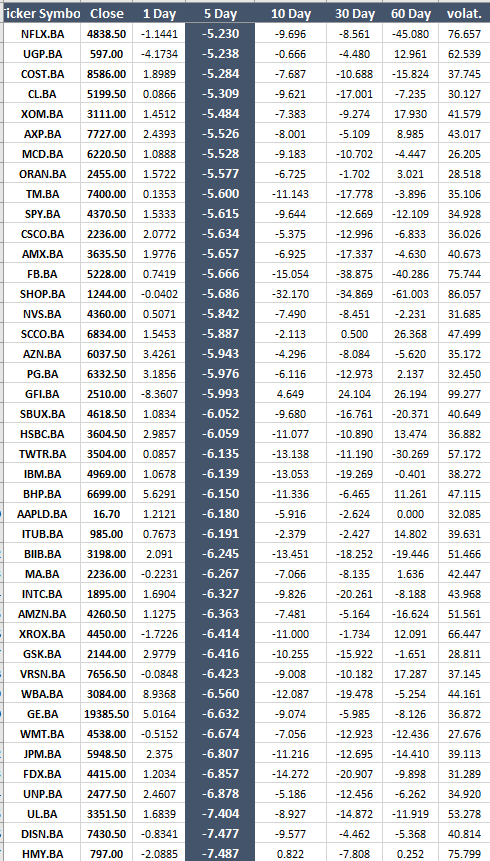 icker Symbo Close 1 Day 5 Day 10 Day 30 Day 60 Day volat.
NFLX.BA 4838.50 -1.1441 -5.230 -9.696 -8.561 -45.080 76.657
UGP.BA 597.00 -4.1734 -5.238 -0.666 -4.480 12.961 62.539
COST.BA 8586.00 1.8989 -5.284 -7.687 -10.688 -15.824 37.745
CL.BA 5199.50 0.0866 -5.309 -9.621 -17.001 -7.235 30.127
XOM.BA 3111.00 1.4512 -5.484 -7.383 -9.274 17.930 41.579
AXP.BA 7727.00 2.4393 -5.526 -8.001 -5.109 8.985 43.017
MCD.BA 6220.50 1.0888 -5.528 -9.183 -10.702 -4.447 26.205
ORAN.BA 2455.00 1.5722 -5.577 -6.725 -1.702 3.021 28.518
TM.BA 7400.00 0.1353 -5.600 -11.143 -17.778 -3.896 35.106
SPY.BA 4370.50 1.5333 -5.615 -9.644 -12.669 -12.109 34.928
CSCO.BA 2236.00 2.0772 -5.634 -5.375 -12.996 -6.833 36.026
AMX.BA 3635.50 1.9776 -5.657 -6.925 -17.337 -4.630 40.673
FB.BA 5228.00 0.7419 -5.666 -15.054 -38.875 -40.286 75.744
SHOP.BA 1244.00 -0.0402 -5.686 -32.170 -34.869 -61.003 86.057
NVS.BA 4360.00 0.5071 -5.842 -7.490 -8.451 -2.231 31.685
SCCO.BA 6834.00 1.5453 -5.887 -2.113 0.500 26.368 47.499
AZN.BA 6037.50 3.4261 -5.943 -4.296 -8.084 -5.620 35.172
PG.BA 6332.50 3.1856 -5.976 -6.116 -12.973 2.137 32.450
GFI.BA 2510.00 -8.3607 -5.993 4.649 24.104 26.194 99.277
SBUX.BA 4618.50 1.0834 -6.052 -9.680 -16.761 -20.371 40.649
HSBC.BA 3604.50 2.9857 -6.059 -11.077 -10.890 13.474 36.882
TWTR.BA 3504.00 0.0857 -6.135 -13.138 -11.190 -30.269 57.172
IBM.BA 4969.00 1.0678 -6.139 -13.053 -19.269 -0.401 38.272
BHP.BA 6699.00 5.6291 -6.150 -11.336 -6.465 11.261 47.115
AAPLD.BA 16.70 1.2121 -6.180 -5.916 -2.624 0.000 32.085
ITUB.BA 985.00 0.7673 -6.191 -2.379 -2.427 14.802 39.631
BIIB.BA 3198.00 2.091 -6.245 -13.451 -18.252 -19.446 51.466
MA.BA 2236.00 -0.2231 -6.267 -7.066 -8.135 1.636 42.447
INTC.BA 1895.00 1.6904 -6.327 -9.826 -20.261 -8.188 43.968
AMZN.BA 4260.50 1.1275 -6.363 -7.481 -5.164 -16.624 51.561
XROX.BA 4450.00 -1.7226 -6.414 -11.000 -1.734 12.091 66.447
GSK.BA 2144.00 2.9779 -6.416 -10.255 -15.922 -1.651 28.811
VRSN.BA 7656.50 -0.0848 -6.423 -9.008 -10.182 17.287 37.145
WBA.BA 3084.00 8.9368 -6.560 -12.087 -19.478 -5.254 44.161
GE.BA 19385.50 5.0164 -6.632 -9.074 -5.985 -8.126 36.872
WMT.BA 4538.00 -0.5152 -6.674 -7.056 -12.923 -12.436 27.676
JPM.BA 5948.50 2.375 -6.807 -11.216 -12.695 -14.410 39.113
FDX.BA 4415.00 1.2034 -6.857 -14.272 -20.907 -9.898 31.289
UNP.BA 2477.50 2.4607 -6.878 -5.186 -12.456 -6.262 34.920
UL.BA 3351.50 1.6839 -7.404 -8.927 -14.872 -11.919 53.278
DISN.BA 7430.50 -0.8341 -7.477 -9.577 -4.462 -5.368 40.814
HMY.BA 797.00 -2.0885 -7.487 0.822 -7.808 0.252 75.799